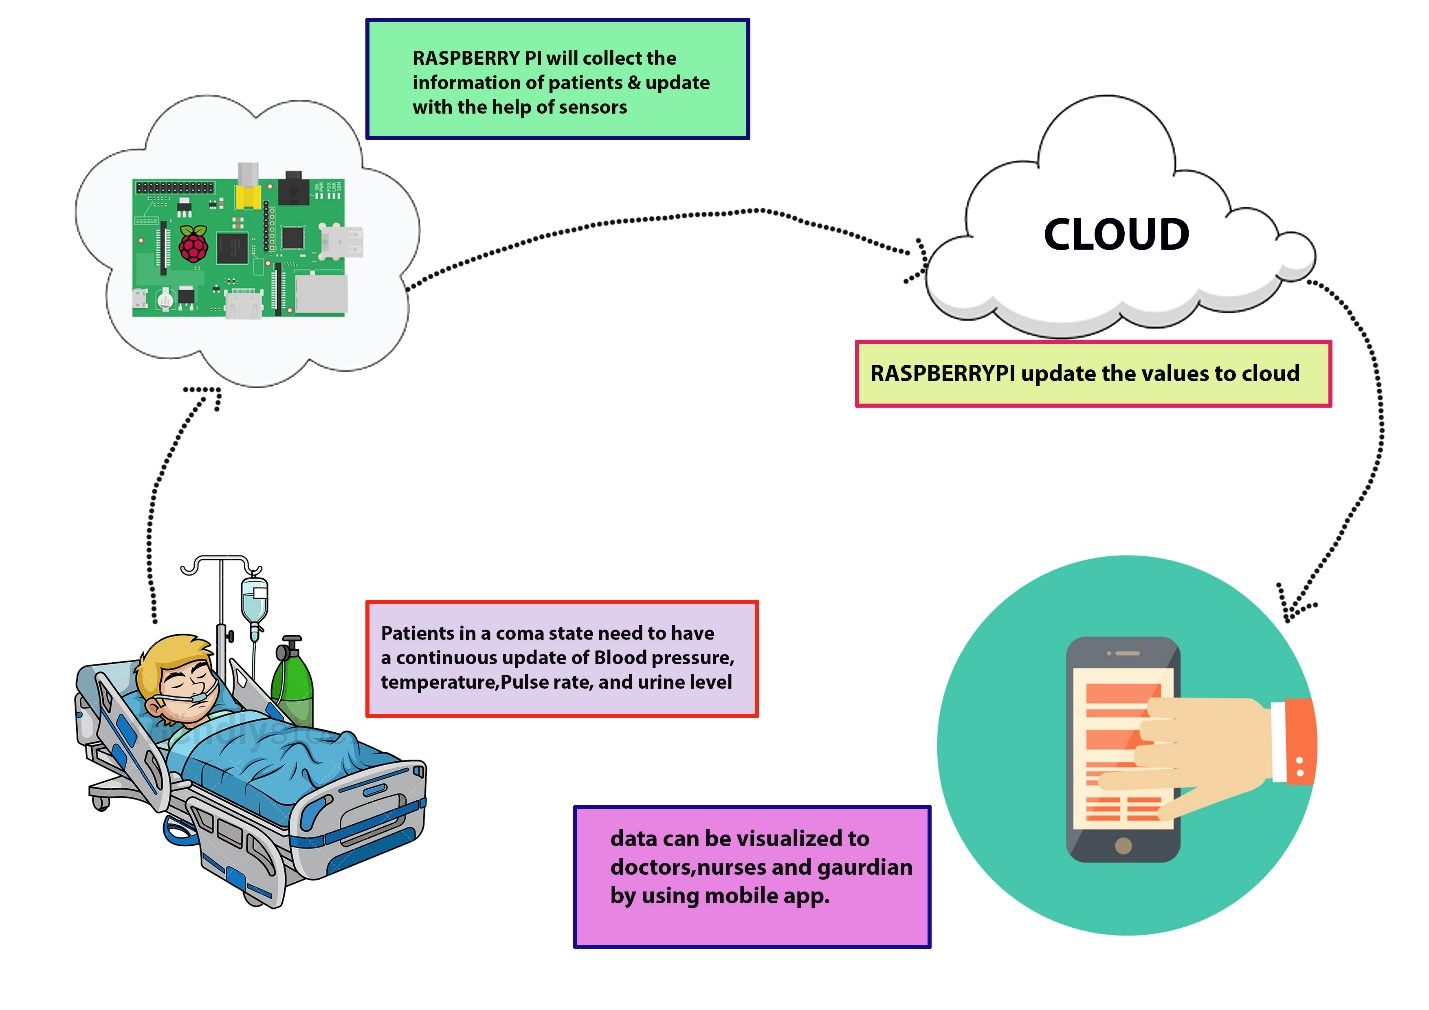 RASPBERRY PI will collect the
information of patients & update
with the help of sensors
CLOUD
RASPBERRYPI update the values to cloud
Patients in a coma state need to have
a continuous update of Blood pressure,
temperature,Pulse rate, and urine level
data can be visualized to
doctors,nurses and gaurdian
by using mobile app.